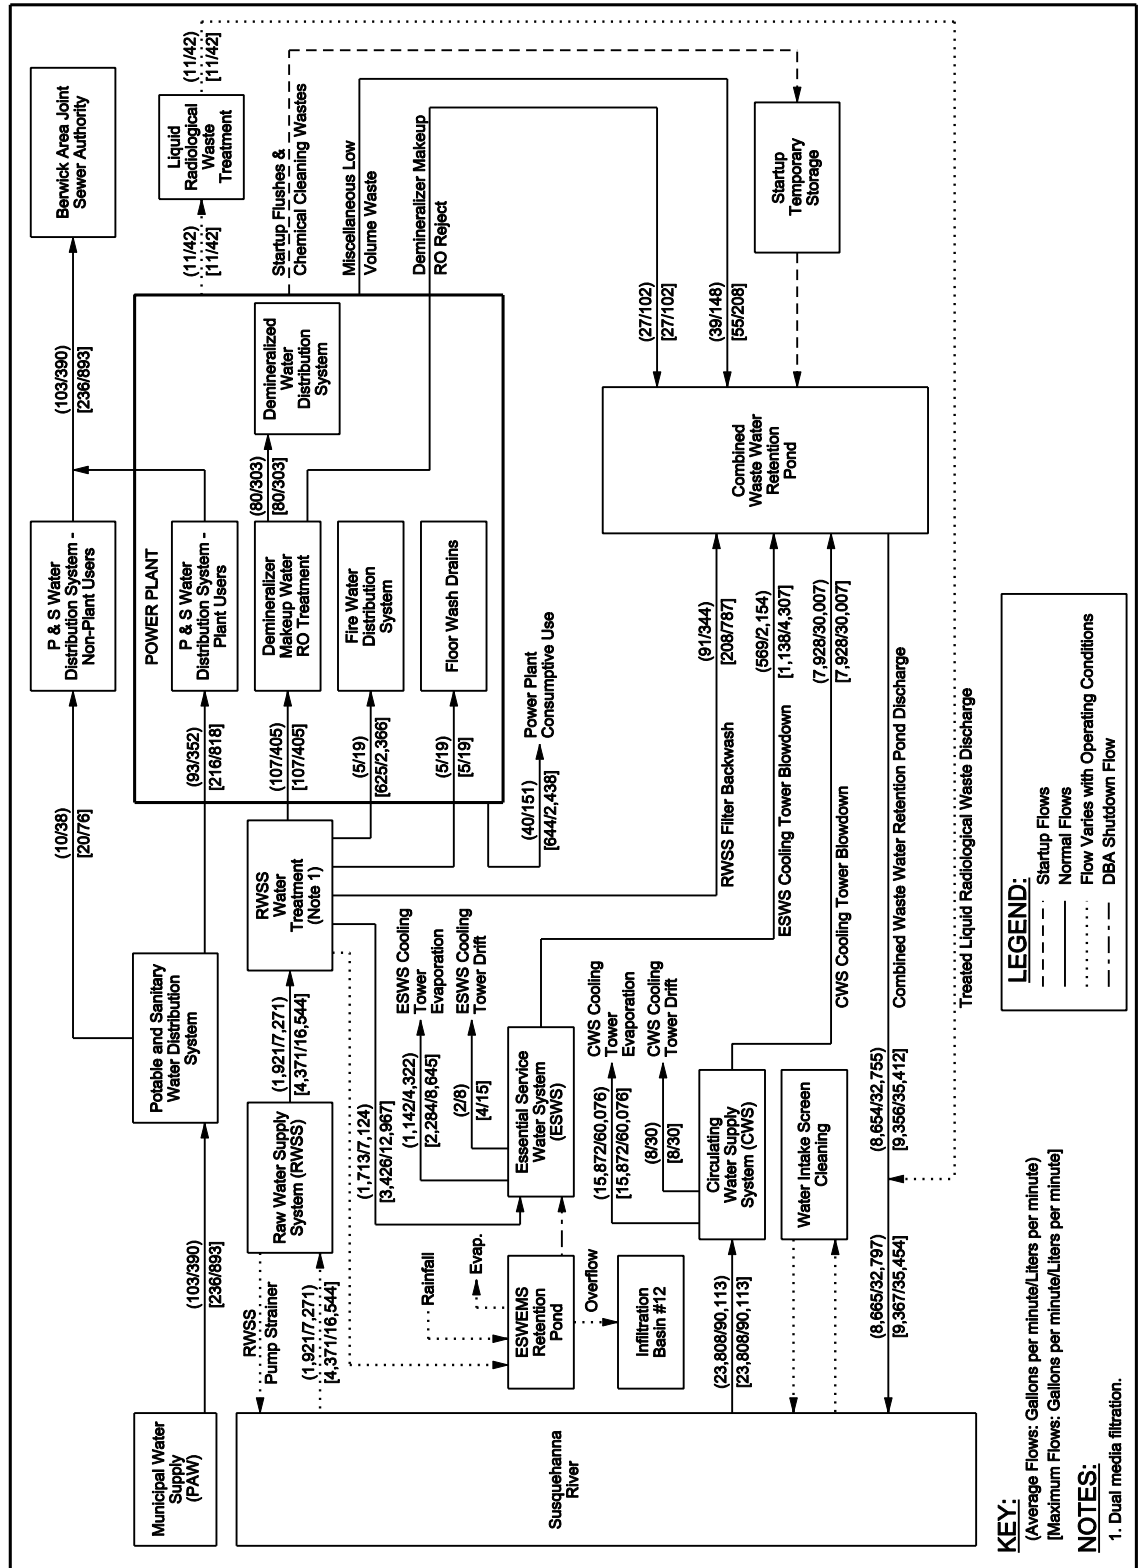 Municipal Water
Supply
(PAW)
(103/390)
[236/893]
Potable and Sanitary
Water Distribution
System
(10/38)
[20/76]
P & S Water
Distribution System -
Non-Plant Users
(103/390)
[236/893]
Berwick Area Joint
Sewer Authority
(93/352)
[216/818]
POWER PLANT
P & S Water
Distribution System -
Plant Users
(11/42)
[11/42]
Liquid
Radiological
Waste
Treatment
(11/42)
[11/42]
RWSS
Pump Strainer
(1,921/7,271)
[4,371/16,544]
Raw Water Supply
System (RWSS)
(1,921/7,271)
[4,371/16,544]
RWSS
Water
Treatment
(Note 1)
(107/405)
[107/405]
Demineralizer
Makeup Water
RO Treatment
(80/303)
[80/303]
Demineralized
Water
Distribution
System
Startup Flushes &
Chemical Cleaning Wastes
(5/19)
[625/2,366]
Fire Water
Distribution
System
Miscellaneous Low
Volume Waste
(5/19)
[5/19]
Floor Wash Drains
Demineralizer Makeup
RO Reject
(40/151)
[644/2,438]
Power Plant
Consumptive Use
(1,713/7,124)
[3,426/12,967]
ESWS Cooling
Tower
Evaporation
(1,142/4,322)
[2,284/8,645]
ESWS Cooling
Tower Drift
(2/8)
[4/15]
Rainfall
Evap.
ESWEMS
Retention
Pond
Overflow
Infiltration
Basin #12
Essential Service
Water System
(ESWS)
CWS Cooling
Tower
Evaporation
(15,872/60,076)
[15,872/60,076]
CWS Cooling
Tower Drift
(8/30)
[8/30]
Susquehanna
River
(23,808/90,113)
[23,808/90,113]
Circulating
Water Supply
System (CWS)
Water Intake Screen
Cleaning
RWSS Filter Backwash
(91/344)
[208/787]
ESWS Cooling Tower Blowdown
(569/2,154)
[1,138/4,307]
CWS Cooling Tower Blowdown
(7,928/30,007)
[7,928/30,007]
Combined
Waste Water
Retention
Pond
(27/102)
[27/102]
(39/148)
[55/208]
Startup
Temporary
Storage
(8,665/32,797)
[9,367/35,454]
(8,654/32,755)
[9,356/35,412]
Combined Waste Water Retention Pond Discharge
Treated Liquid Radiological Waste Discharge
KEY:
(Average Flows: Gallons per minute/Liters per minute)
[Maximum Flows: Gallons per minute/Liters per minute]
NOTES:
1. Dual media filtration.
LEGEND:
Startup Flows
Normal Flows
Flow Varies with Operating Conditions
DBA Shutdown Flow